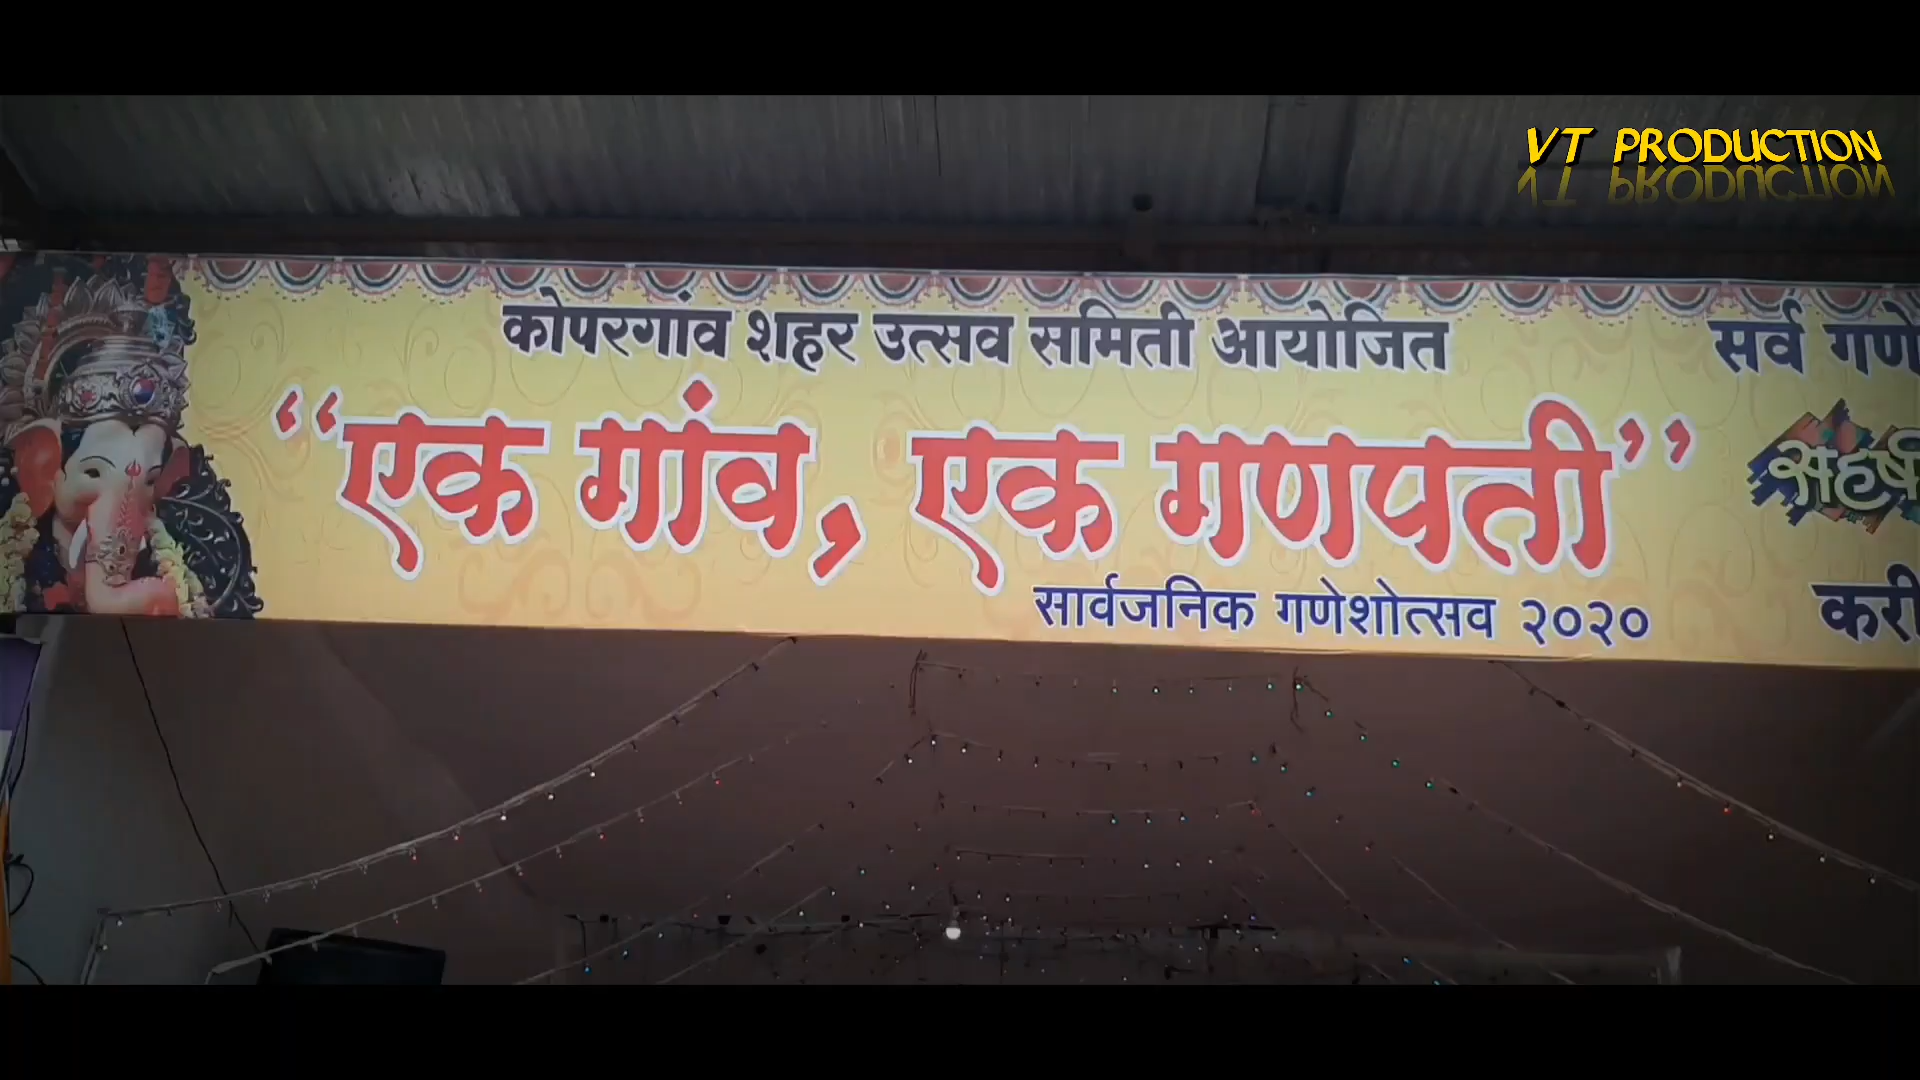 VT PRODUCTION
कोपरगांव शहर उत्सव समिती आयोजित
“एक गांव, एक गणपती”
सार्वजनिक गणेशोत्सव २०२०
सर्व